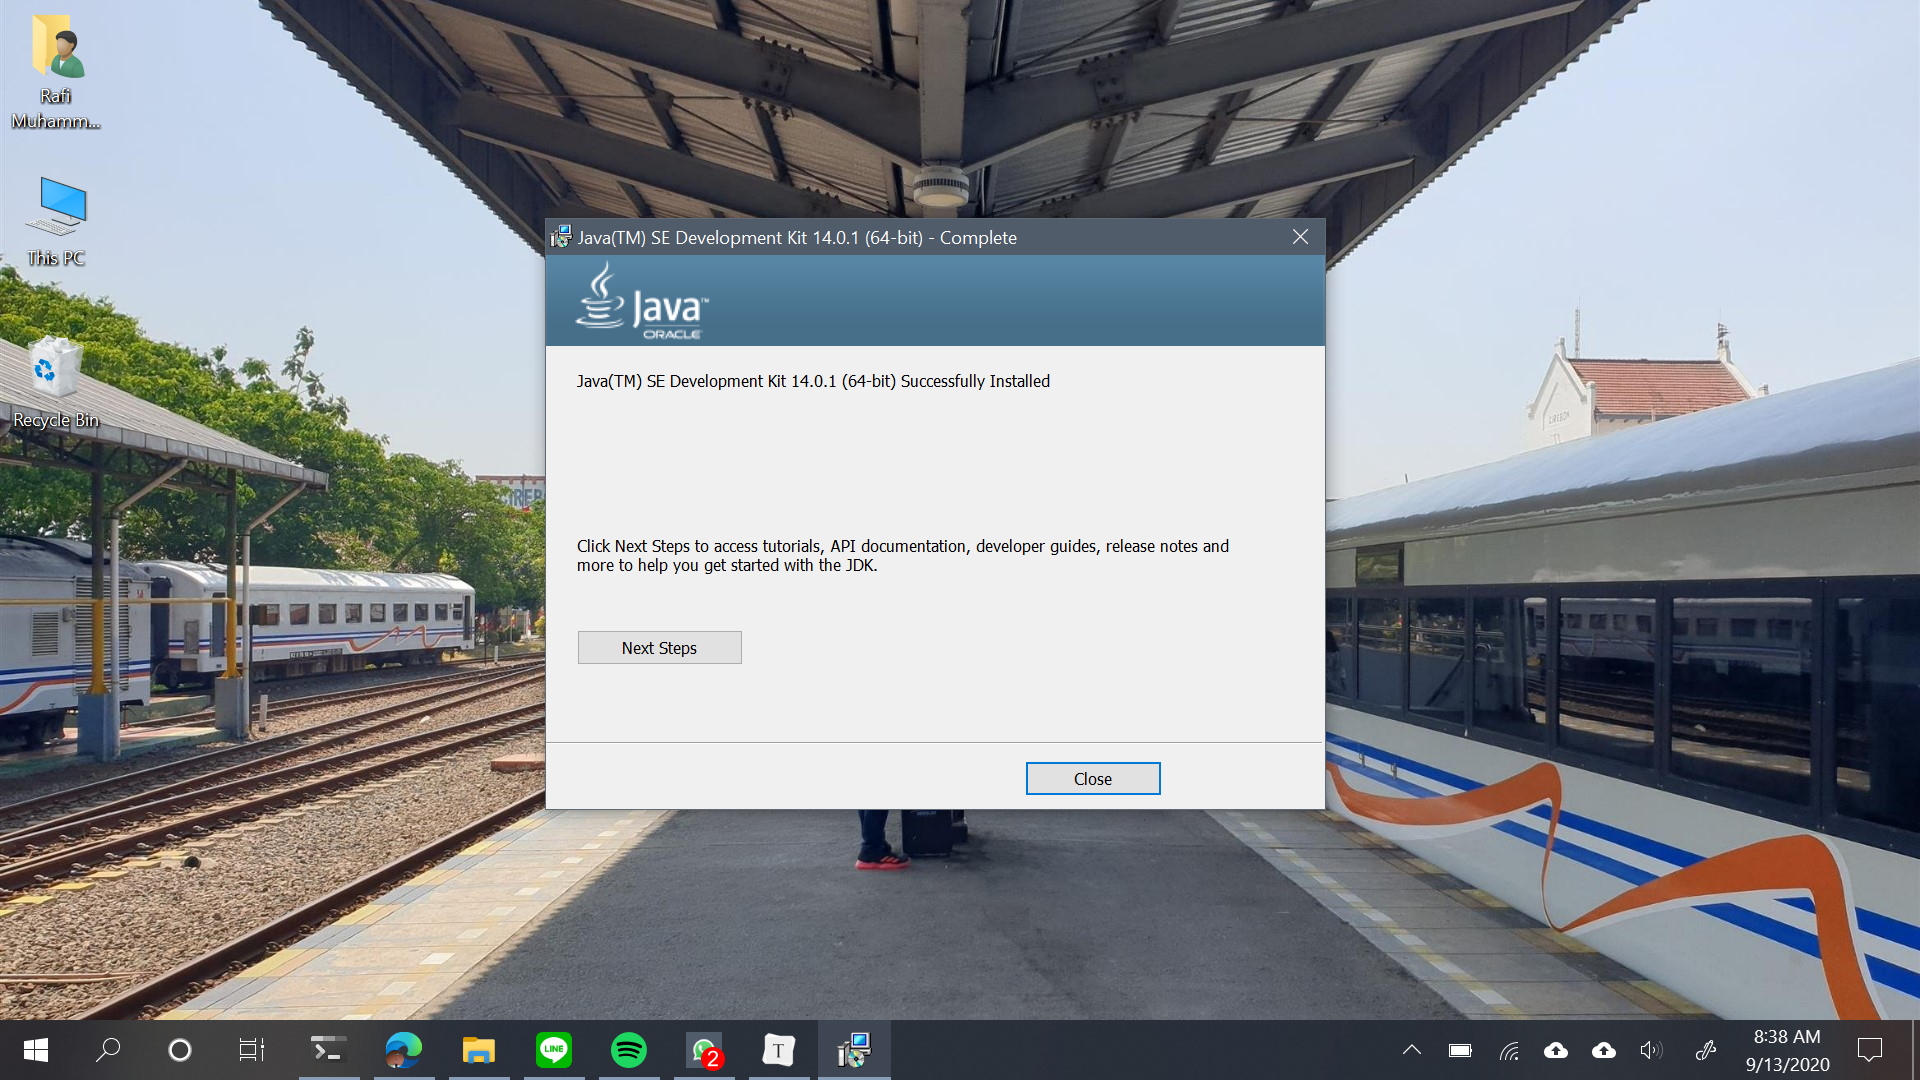 Rafi
Muhamm...
This PC
Recycle Bin
Java(TM) SE Development Kit 14.0.1 (64-bit) - Complete
Java™
ORACLE
Java(TM) SE Development Kit 14.0.1 (64-bit) Successfully Installed
CIREBON
Click Next Steps to access tutorials, API documentation, developer guides, release notes and
more to help you get started with the JDK.
Next Steps
Close
LINE
2
T
8:38 AM
9/13/2020